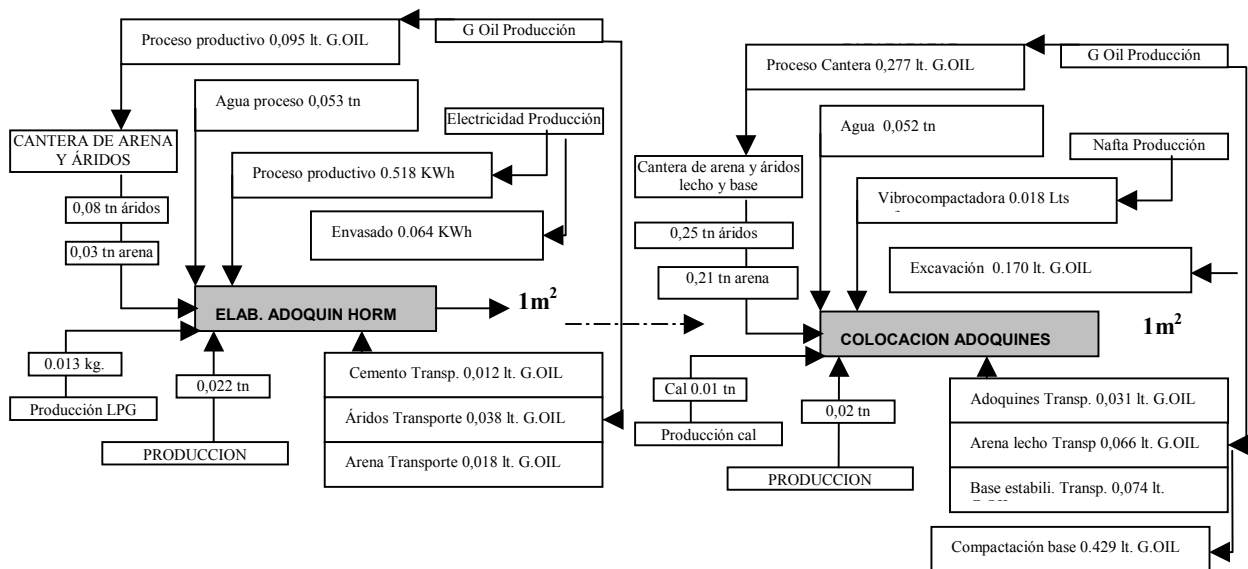 Proceso productivo 0,095 lt. G.OIL
G Oil Producción
Agua proceso 0,053 tn
Electricidad Producción
CANTERA DE ARENA
Y ÁRIDOS
Proceso productivo 0.518 KWh
0,08 tn áridos
Envasado 0.064 KWh
0,03 tn arena
ELAB. ADOQUIN HORM
1m²
0.013 kg.
0,022 tn
Producción LPG
PRODUCCION
Cemento Transp. 0,012 lt. G.OIL
Áridos Transporte 0,038 lt. G.OIL
Arena Transporte 0,018 lt. G.OIL
Proceso Cantera 0,277 lt. G.OIL
G Oil Producción
Agua 0,052 tn
Nafta Producción
Cantera de arena y áridos
lecho y base
Vibrocompactadora 0.018 Lts
0,25 tn áridos
Excavación 0.170 lt. G.OIL
0,21 tn arena
COLOCACION ADOQUINES
1m²
Cal 0.01 tn
0,02 tn
Producción cal
PRODUCCION
Adoquines Transp. 0,031 lt. G.OIL
Arena lecho Transp 0,066 lt. G.OIL
Base estabili. Transp. 0,074 lt.
Compactación base 0.429 lt. G.OIL